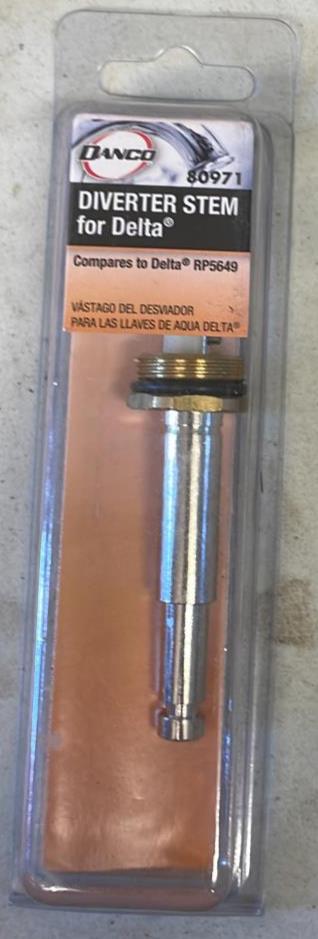 DANCO
80971
DIVERTER STEM
for Delta®
Compares to Delta® RP5649
VÁSTAGO DEL DESVIADOR
PARA LAS LLAVES DE AQUA DELTA®